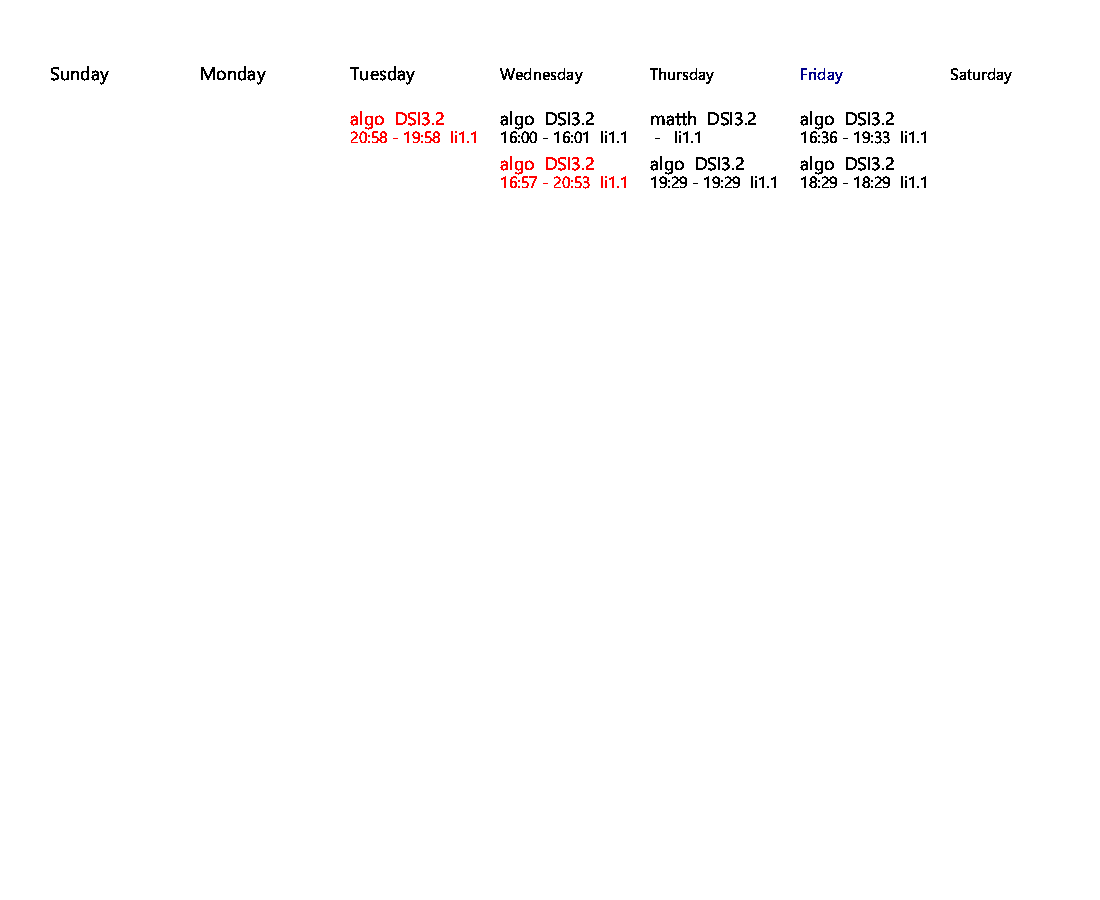 Sunday Monday Tuesday Wednesday Thursday Friday Saturday
algo DSI3.2 algo DSI3.2 matth DSI3.2 algo DSI3.2
20:58 - 19:58 li1.1 16:00 - 16:01 li1.1 - li1.1 16:36 - 19:33 li1.1
algo DSI3.2 algo DSI3.2 algo DSI3.2
16:57 - 20:53 li1.1 19:29 - 19:29 li1.1 18:29 - 18:29 li1.1